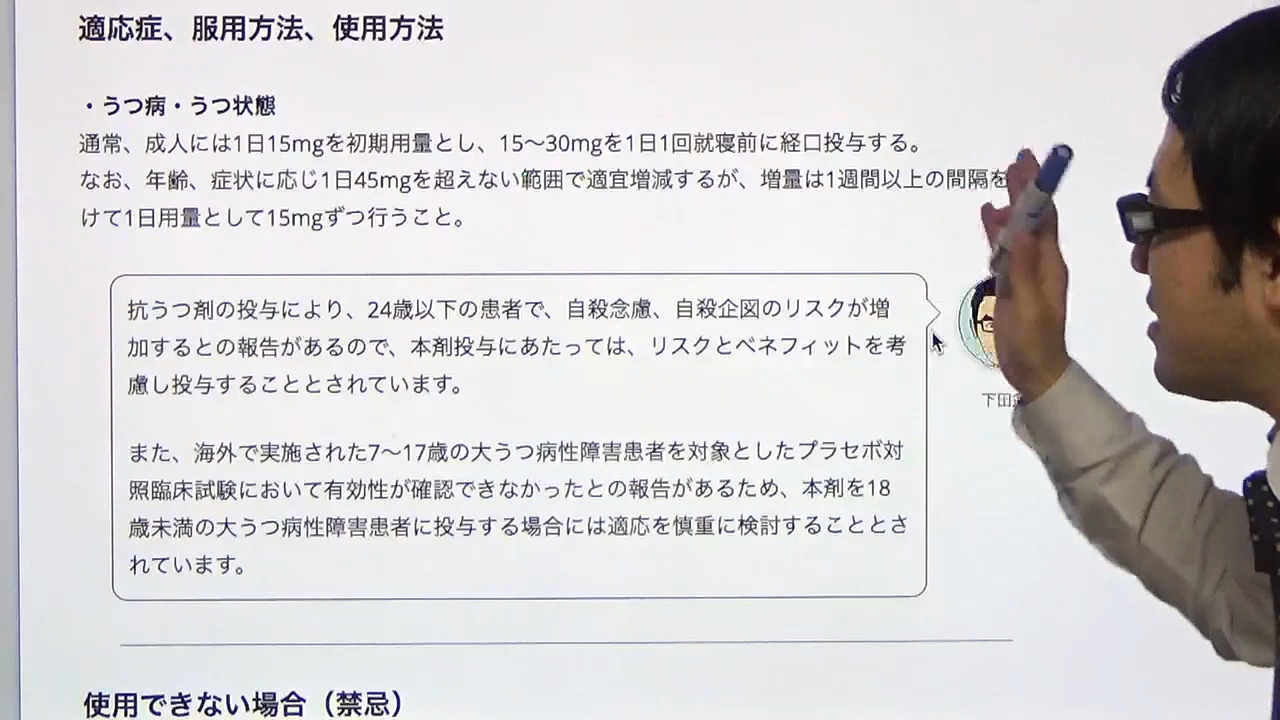 適応症、服用方法、使用方法
・うつ病・うつ状態
通常、成人には1日15mgを初期用量とし、15〜30mgを1日1回就寝前に経口投与する。
なお、年齢、症状に応じ1日45mgを超えない範囲で適宜増減するが、増量は1週間以上の間隔を
けて1日用量として15mgずつ行うこと。
抗うつ剤の投与により、24歳以下の患者で、自殺念慮、自殺企図のリスクが増
加するとの報告があるので、本剤投与にあたっては、リスクとベネフィットを考
慮し投与することとされています。
また、海外で実施された7〜17歳の大うつ病性障害患者を対象としたプラセボ対
照臨床試験において有効性が確認できなかったとの報告があるため、本剤を18
歳未満の大うつ病性障害患者に投与する場合には適応を慎重に検討することとさ
れています。
下田
使用できない場合（禁忌）